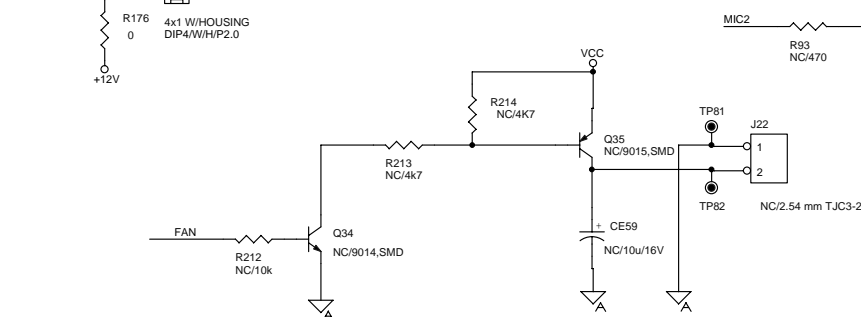 R176
0
4x1 W/HOUSING
DIP4/W/H/P2.0
+12V
MIC2
R93
NC/470
VCC
R214
NC/4K7
Q35
NC/9015,SMD
TP81
J22
1
2
TP82
NC/2.54 mm TJC3-2
R213
NC/4k7
FAN
R212
NC/10k
Q34
NC/9014,SMD
+
CE59
NC/10u/16V
A
A
A